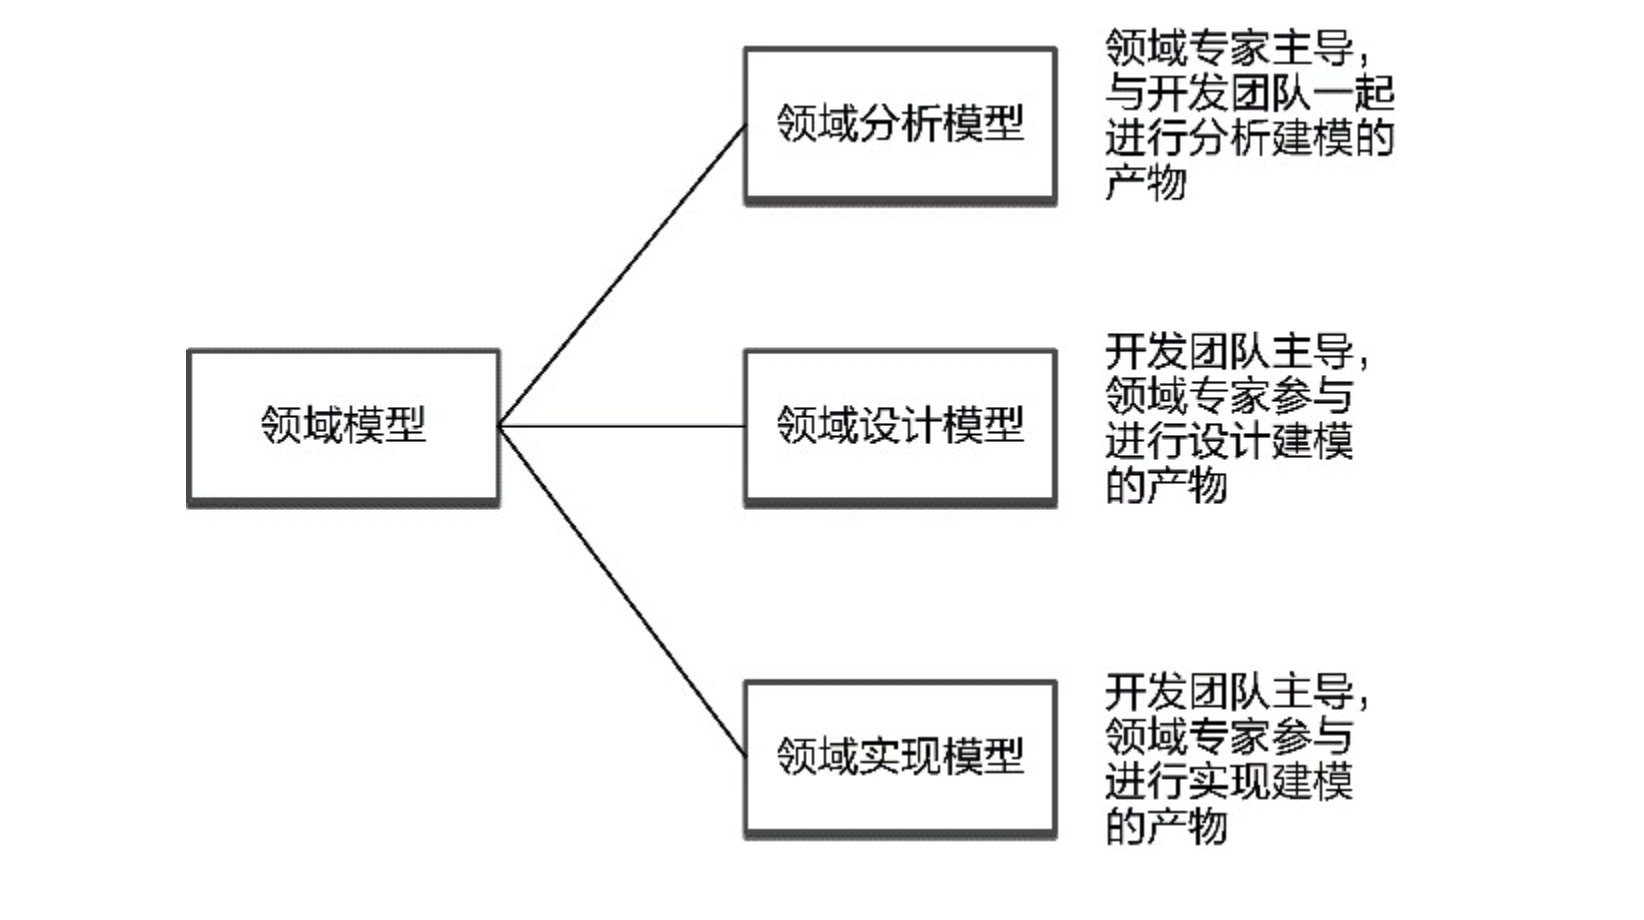 领域模型
领域分析模型
领域专家主导，
与开发团队一起
进行分析建模的
产物
领域设计模型
开发团队主导，
领域专家参与
进行设计建模
的产物
领域实现模型
开发团队主导，
领域专家参与
进行实现建模
的产物